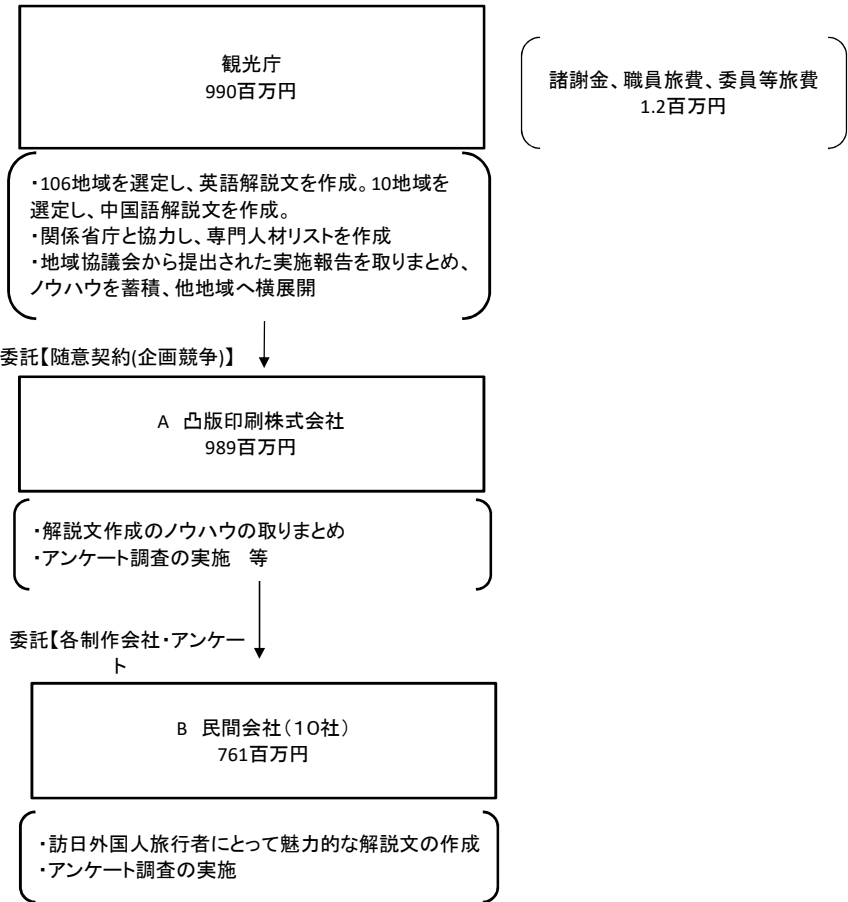 観光庁
990百万円
諸謝金、職員旅費、委員等旅費
1.2百万円
・106地域を選定し、英語解説文を作成。10地域を
選定し、中国語解説文を作成。
・関係省庁と協力し、専門人材リストを作成
・地域協議会から提出された実施報告を取りまとめ、
ノウハウを蓄積、他地域へ横展開
委託【随意契約(企画競争)】
A 凸版印刷株式会社
989百万円
・解説文作成のノウハウの取りまとめ
・アンケート調査の実施　等
委託【各制作会社・アンケー
ト
B 民間会社（１０社）
761百万円
・訪日外国人旅行者にとって魅力的な解説文の作成
・アンケート調査の実施